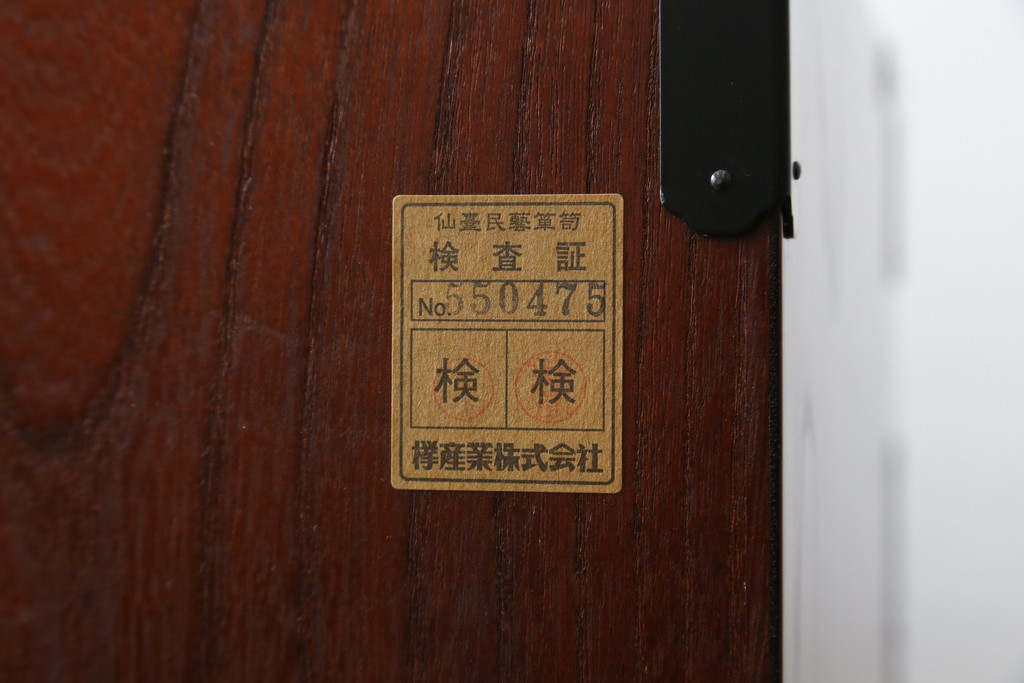 仙臺民藝箪笥
検査証
No.550475
検 検
欅産業株式会社